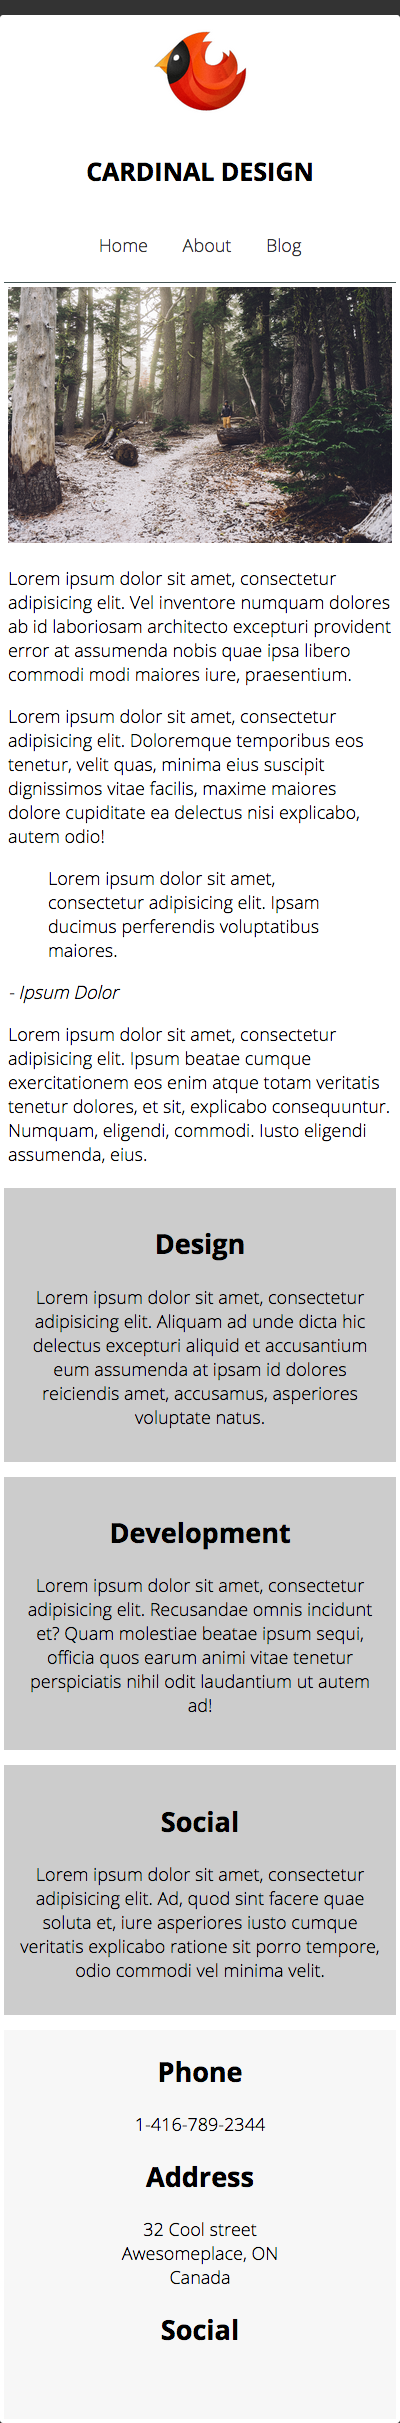 CARDINAL DESIGN
Home About Blog
Lorem ipsum dolor sit amet, consectetur
adipisicing elit. Vel inventore numquam dolores
ab id laboriosam architecto excepturi provident
error at assumenda nobis quae ipsa libero
commodi modi maiores iure, praesentium.
Lorem ipsum dolor sit amet, consectetur
adipisicing elit. Doloremque temporibus eos
tenetur, velit quas, minima eius suscipit
dignissimos vitae facilis, maxime maiores
dolore cupiditate ea delectus nisi explicabo,
autem odio!
Lorem ipsum dolor sit amet,
consectetur adipisicing elit. Ipsam
ducimus perferendis voluptatibus
maiores.
- Ipsum Dolor
Lorem ipsum dolor sit amet, consectetur
adipisicing elit. Ipsum beatae cumque
exercitationem eos enim atque totam veritatis
tenetur dolores, et sit, explicabo consequuntur.
Numquam, eligendi, commodi. Iusto eligendi
assumenda, eius.
Design
Lorem ipsum dolor sit amet, consectetur
adipisicing elit. Aliquam ad unde dicta hic
delectus excepturi aliquid et accusantium
eum assumenda at ipsam id dolores
reiciendis amet, accusamus, asperiores
voluptate natus.
Development
Lorem ipsum dolor sit amet, consectetur
adipisicing elit. Recusandae omnis incidunt
et? Quam molestiae beatae ipsum sequi,
officia quos earum animi vitae tenetur
perspiciatis nihil odit laudantium ut autem
ad!
Social
Lorem ipsum dolor sit amet, consectetur
adipisicing elit. Ad, quod sint facere quae
soluta et, iure asperiores iusto cumque
veritatis explicabo ratione sit porro tempore,
odio commodi vel minima velit.
Phone
1-416-789-2344
Address
32 Cool street
Awesomeplace, ON
Canada
Social